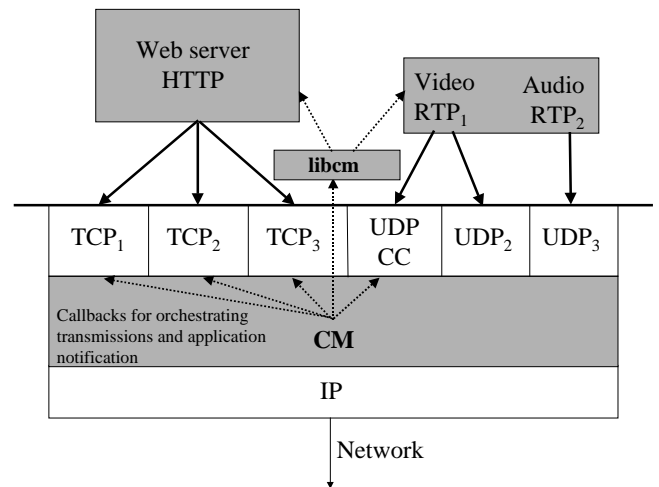 Web server
HTTP
Video
RTP₁
Audio
RTP₂
libcm
TCP₁
TCP₂
TCP₃
UDP
CC
UDP₂
UDP₃
Callbacks for orchestrating
transmissions and application
notification
CM
IP
Network